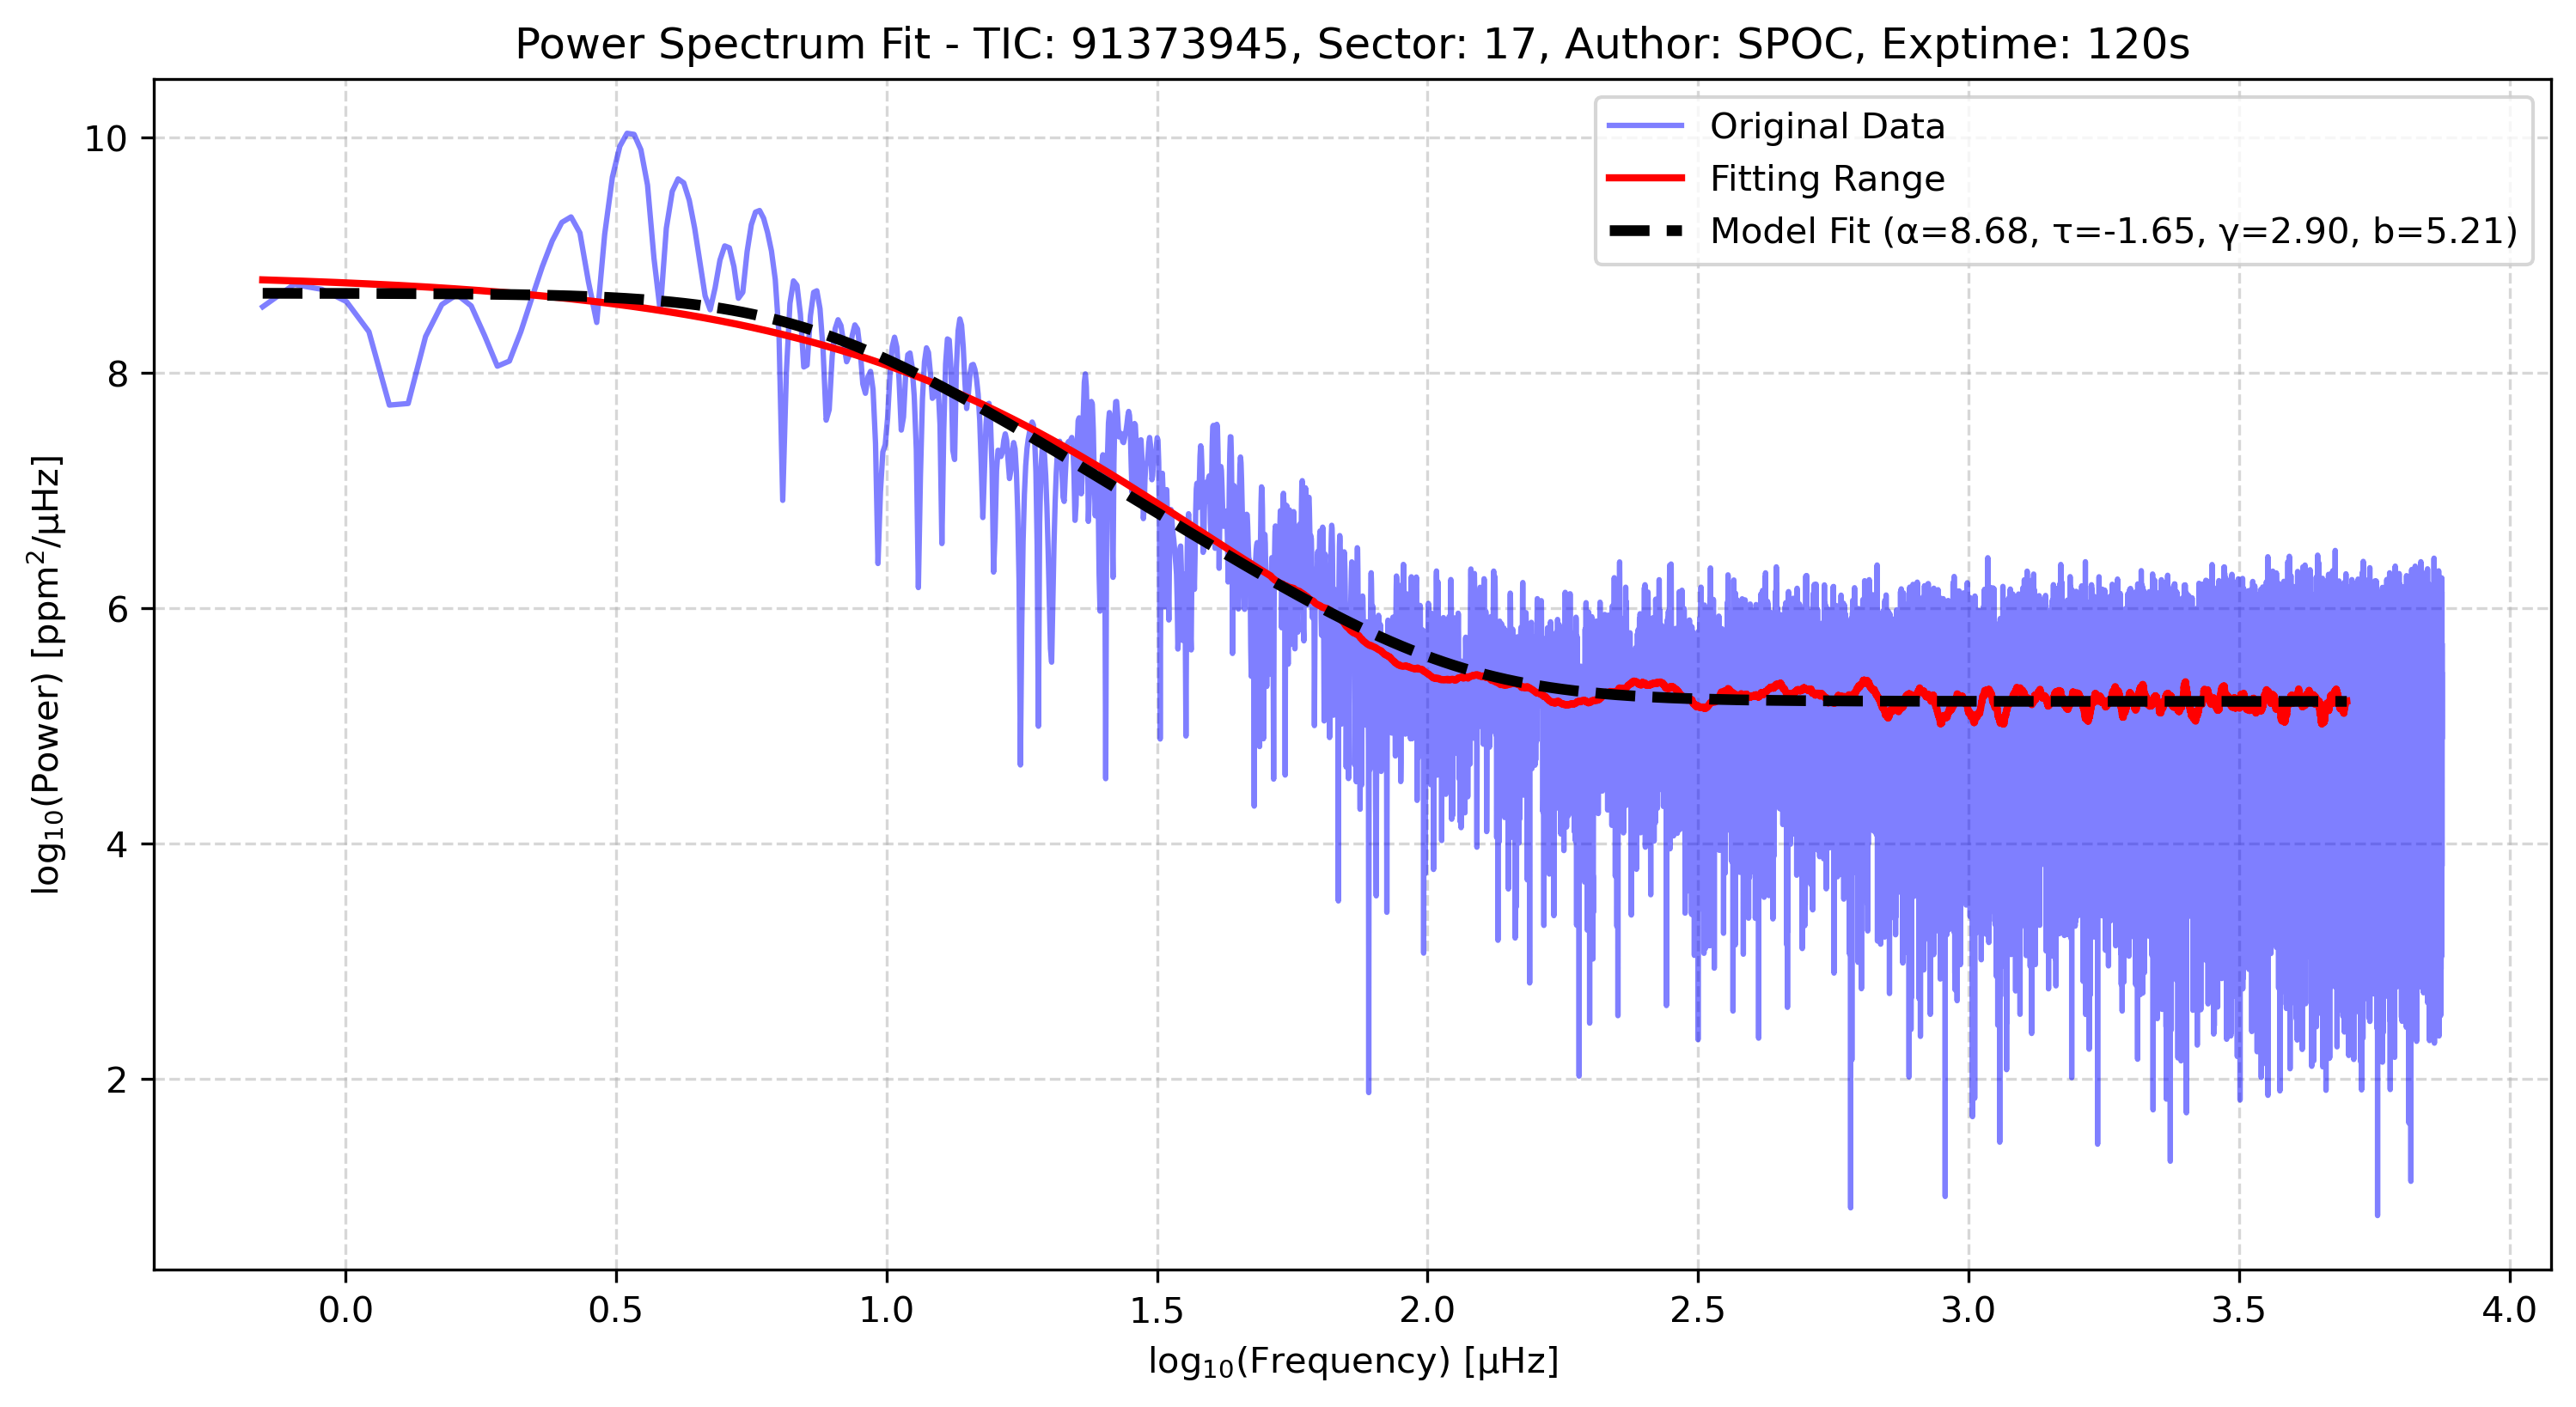 Power Spectrum Fit - TIC: 91373945, Sector: 17, Author: SPOC, Exptime: 120s
Original Data
Fitting Range
Model Fit (α=8.68, τ=-1.65, γ=2.90, b=5.21)
log₁₀(Power) [ppm²/μHz]
10
8
6
4
2
0.0 0.5 1.0 1.5 2.0 2.5 3.0 3.5 4.0
log₁₀(Frequency) [μHz]